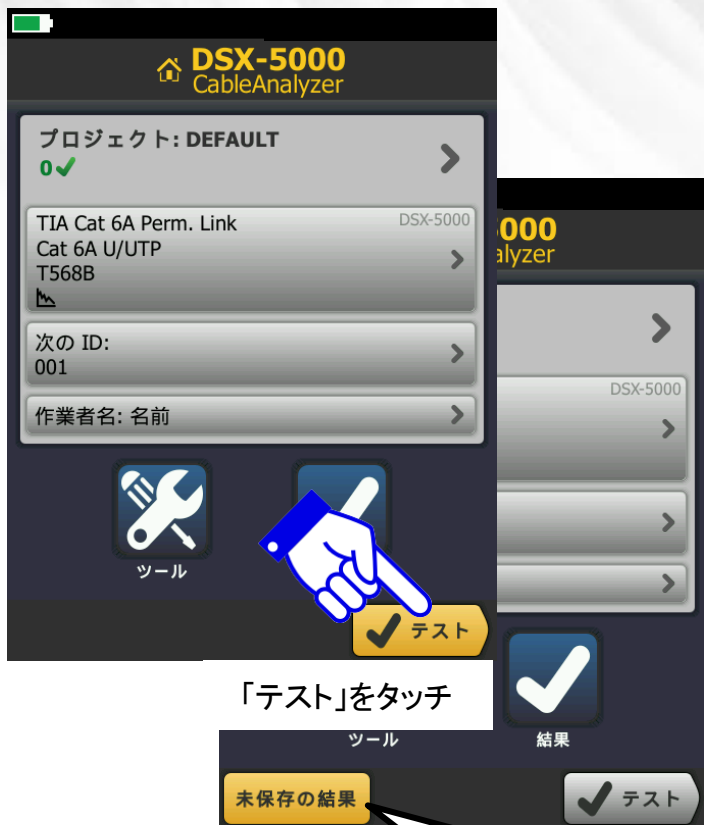 DSX-5000
CableAnalyzer
プロジェクト: DEFAULT
0
TIA Cat 6A Perm. Link
DSX-5000
Cat 6A U/UTP
T568B
次の ID:
001
作業者名: 名前
ツール
テスト
「テスト」をタッチ
000
alyzer
DSX-5000
ツール
結果
未保存の結果
テスト